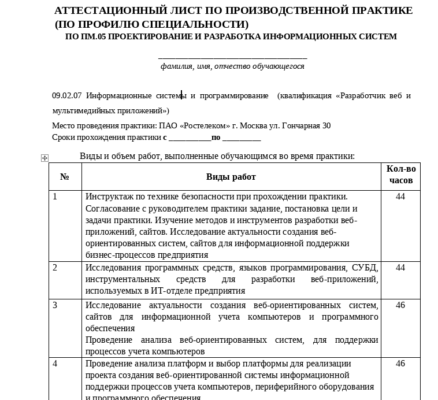 АТТЕСТАЦИОННЫЙ ЛИСТ ПО ПРОИЗВОДСТВЕННОЙ ПРАКТИКЕ
(ПО ПРОФИЛЮ СПЕЦИАЛЬНОСТИ)
ПО ПМ.05 ПРОЕКТИРОВАНИЕ И РАЗРАБОТКА ИНФОРМАЦИОННЫХ СИСТЕМ
фамилия, имя, отчество обучающегося
09.02.07 Информационные системы и программирование (квалификация «Разработчик веб и
мультимедийных приложений»)
Место проведения практики: ПАО «Ростелеком» г. Москва ул. Гончарная 30
Сроки прохождения практики с __________по _________
Виды и объем работ, выполненные обучающимся во время практики:
№ Виды работ Кол-во
часов
1 Инструктаж по технике безопасности при прохождении практики. 44
Согласование с руководителем практики задание, постановка цели и
задачи практики. Изучение методов и инструментов разработки веб-
приложений, сайтов. Исследование актуальности создания веб-
ориентированных систем, сайтов для информационной поддержки
бизнес-процессов предприятия
2 Исследования программных средств, языков программирования, СУБД, 44
инструментальных средств для разработки веб-приложений,
используемых в ИТ-отделе предприятия
3 Исследование актуальности создания веб-ориентированных систем, 46
сайтов для информационной учета компьютеров и программного
обеспечения
Проведение анализа веб-ориентированных систем, для поддержки
процессов учета компьютеров
4 Проведение анализа платформ и выбор платформы для реализации 46
проекта создания веб-ориентированной системы информационной
поддержки процессов учета компьютеров, периферийного оборудования
и программного обеспечения